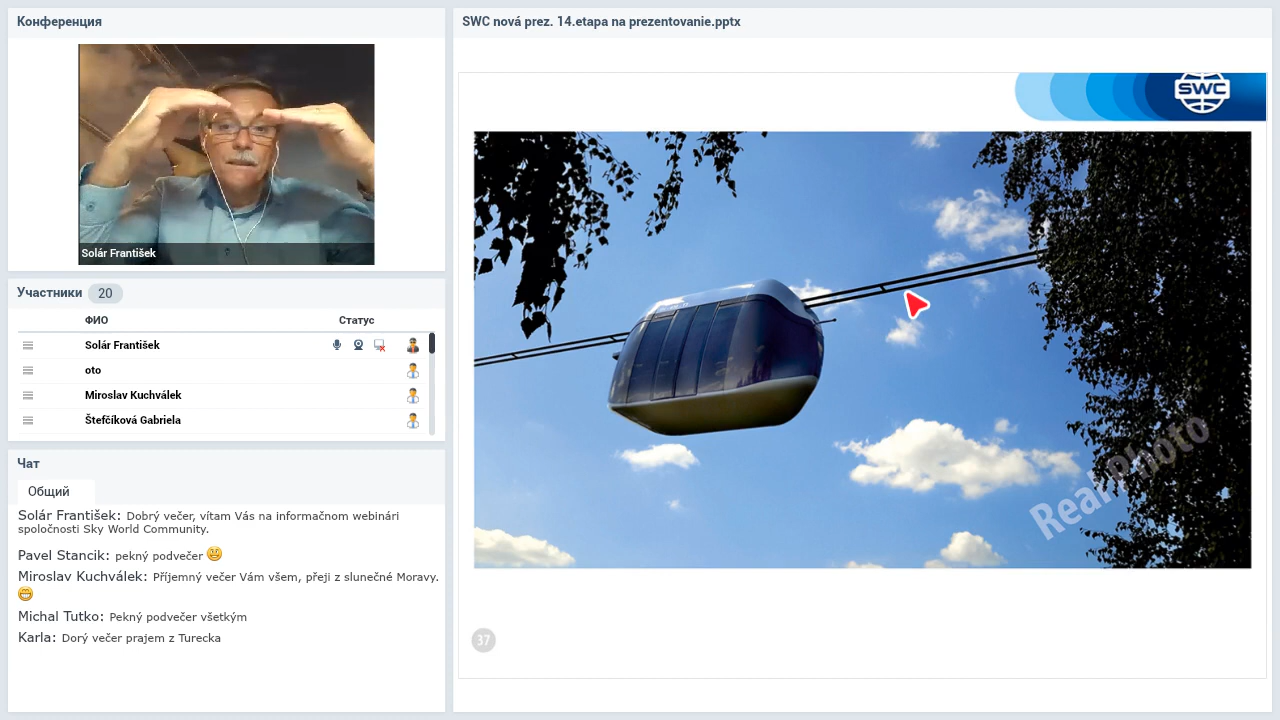 Конференция
Solár František
Участники 20
ФИО Статус
Solár František
oto
Miroslav Kuchválek
Štefčíková Gabriela
Чат
Общий
Solár František: Dobrý večer, vítam Vás na informačnom webinári
spoločnosti Sky World Community.
Pavel Stancik: pekný podvečer
Miroslav Kuchválek: Příjemný večer Vám všem, přeji z slunečné Moravy.
Michal Tutko: Pekný podvečer všetkým
Karla: Dorý večer prajem z Turecka
SWC nová prez. 14.etapa na prezentovanie.pptx
SWC
Real Photo
37